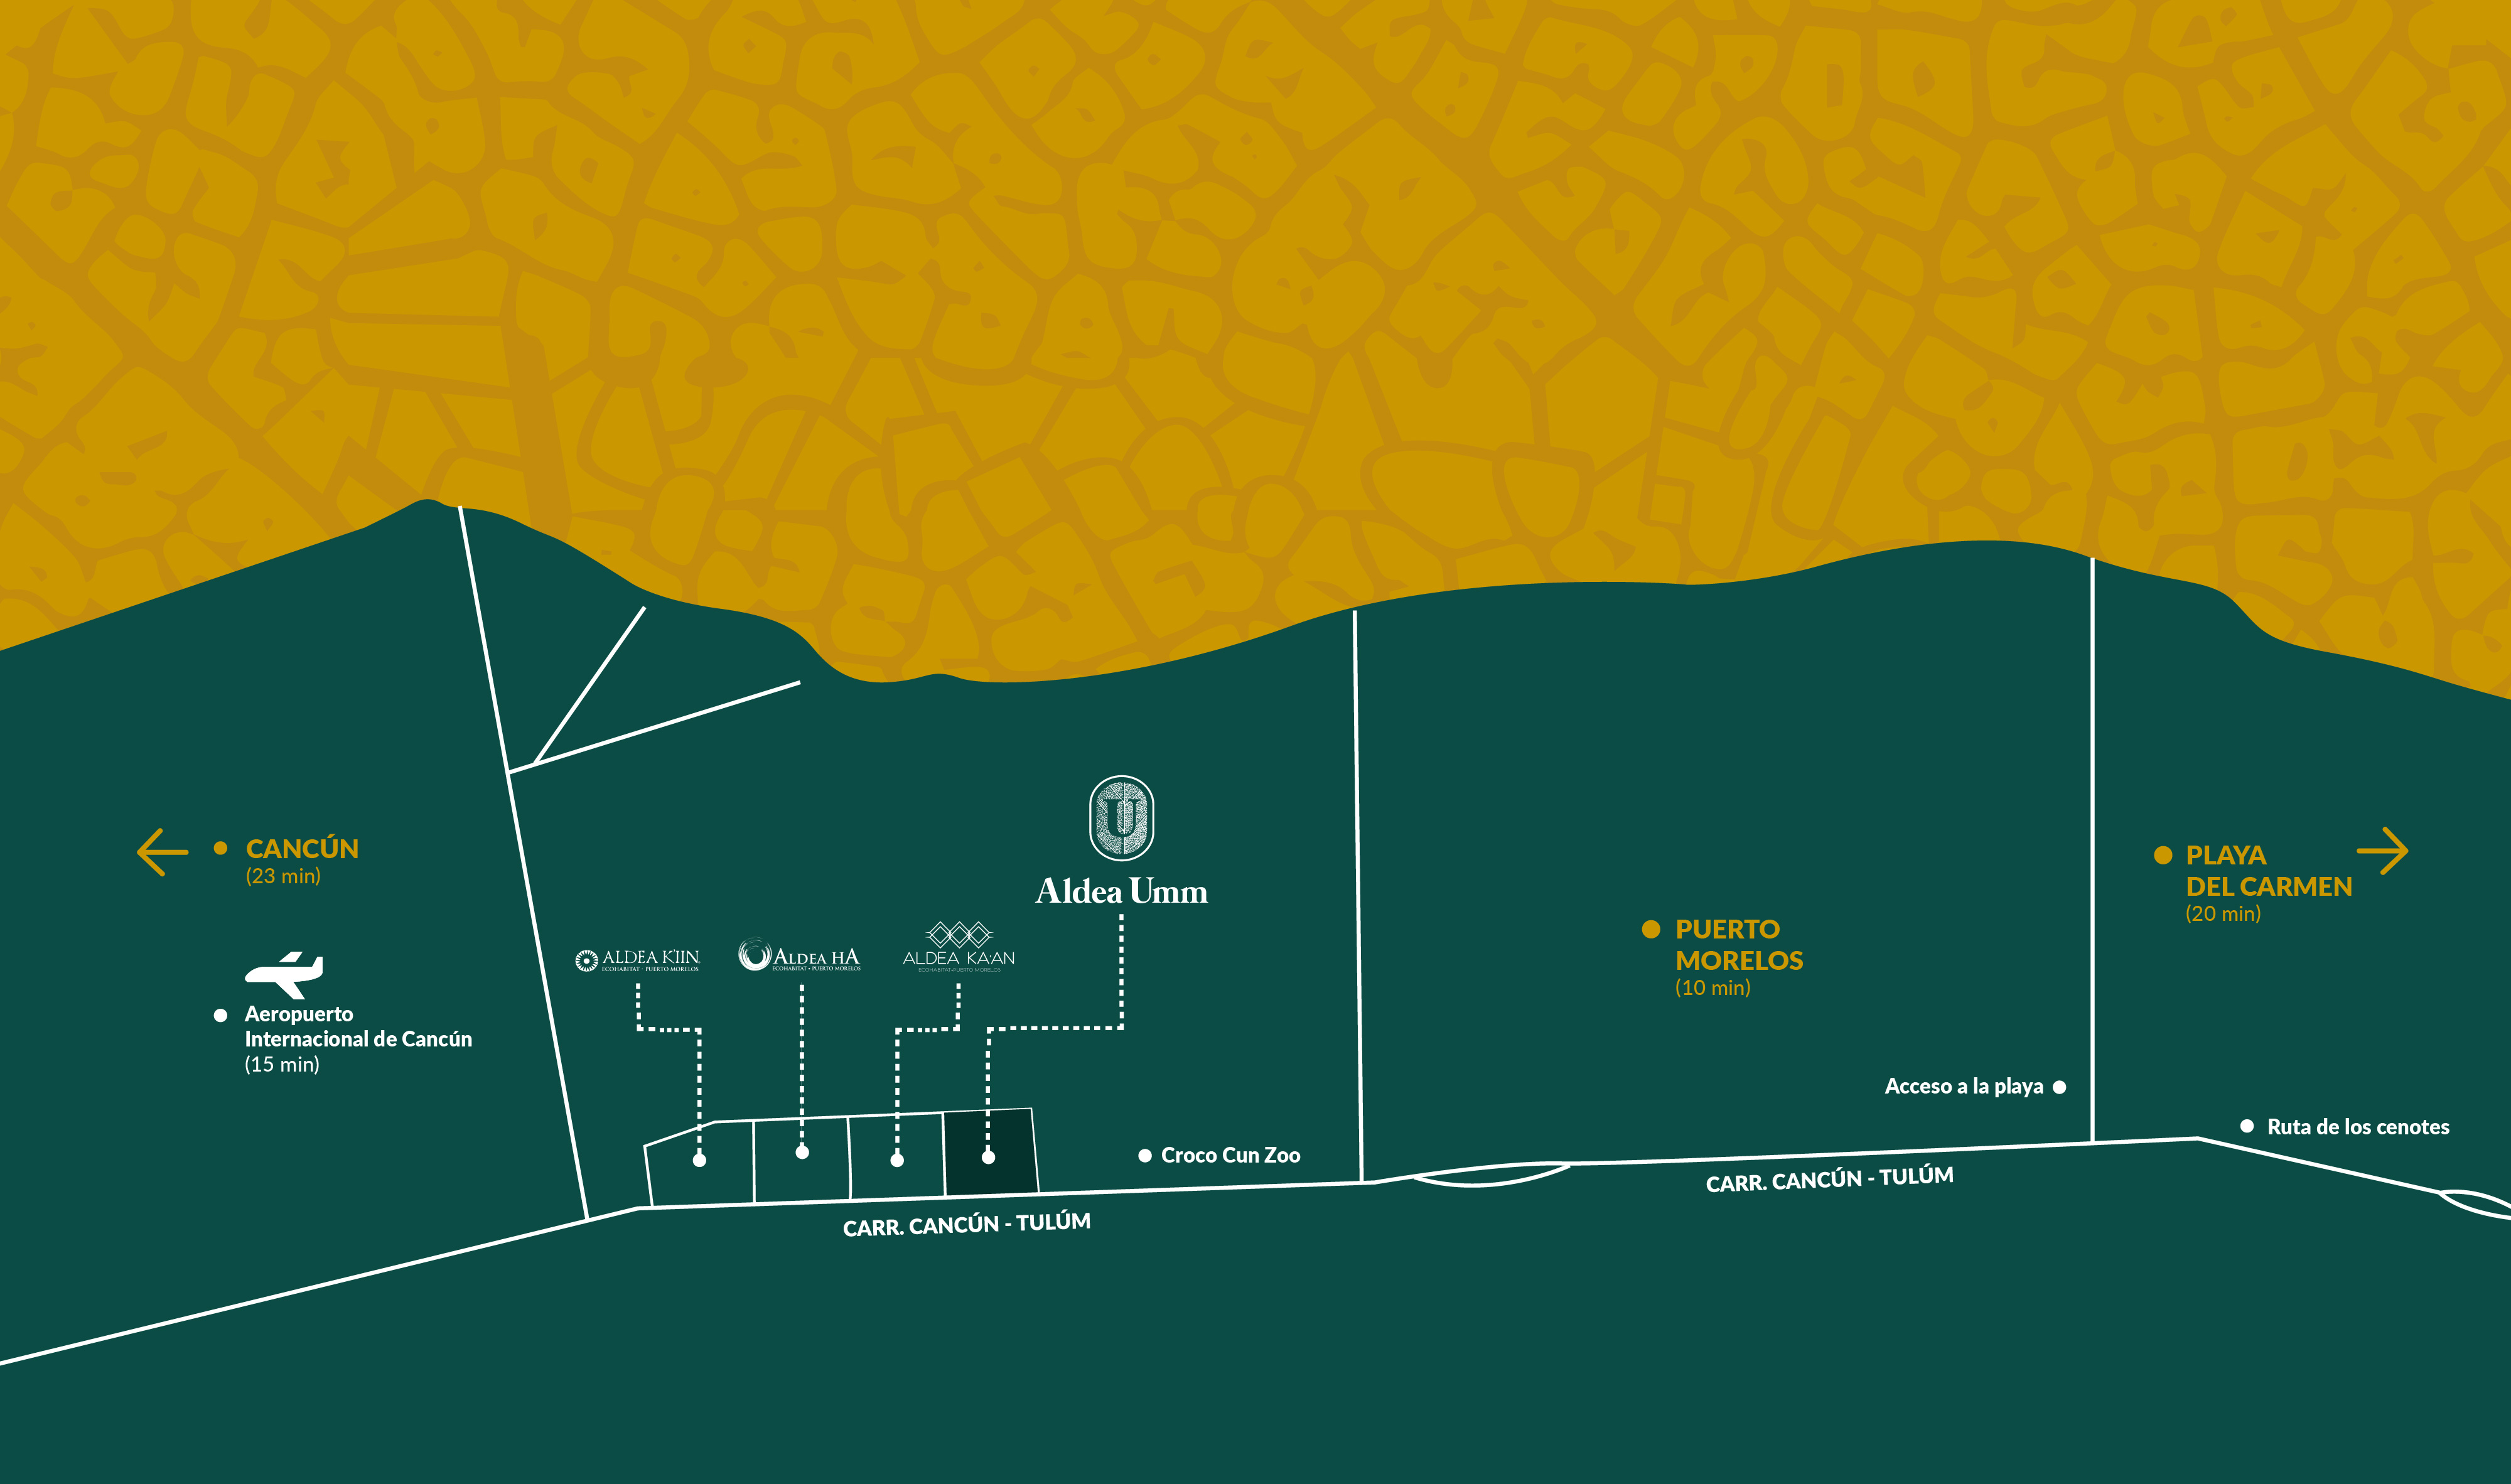 CANCÚN
(23 min)
Aeropuerto
Internacional de Cancún
(15 min)
ALDEA K'IIN
ECOHABITAT · PUERTO MORELOS
ALDEA HA
ECOHABITAT • PUERTO MORELOS
ALDEA KA'AN
ECOHABITAT•PUERTO MORELOS
U
Aldea Umm
Croco Cun Zoo
CARR. CANCÚN - TULÚM
PUERTO
MORELOS
(10 min)
Acceso a la playa
CARR. CANCÚN - TULÚM
PLAYA
DEL CARMEN
(20 min)
Ruta de los cenotes